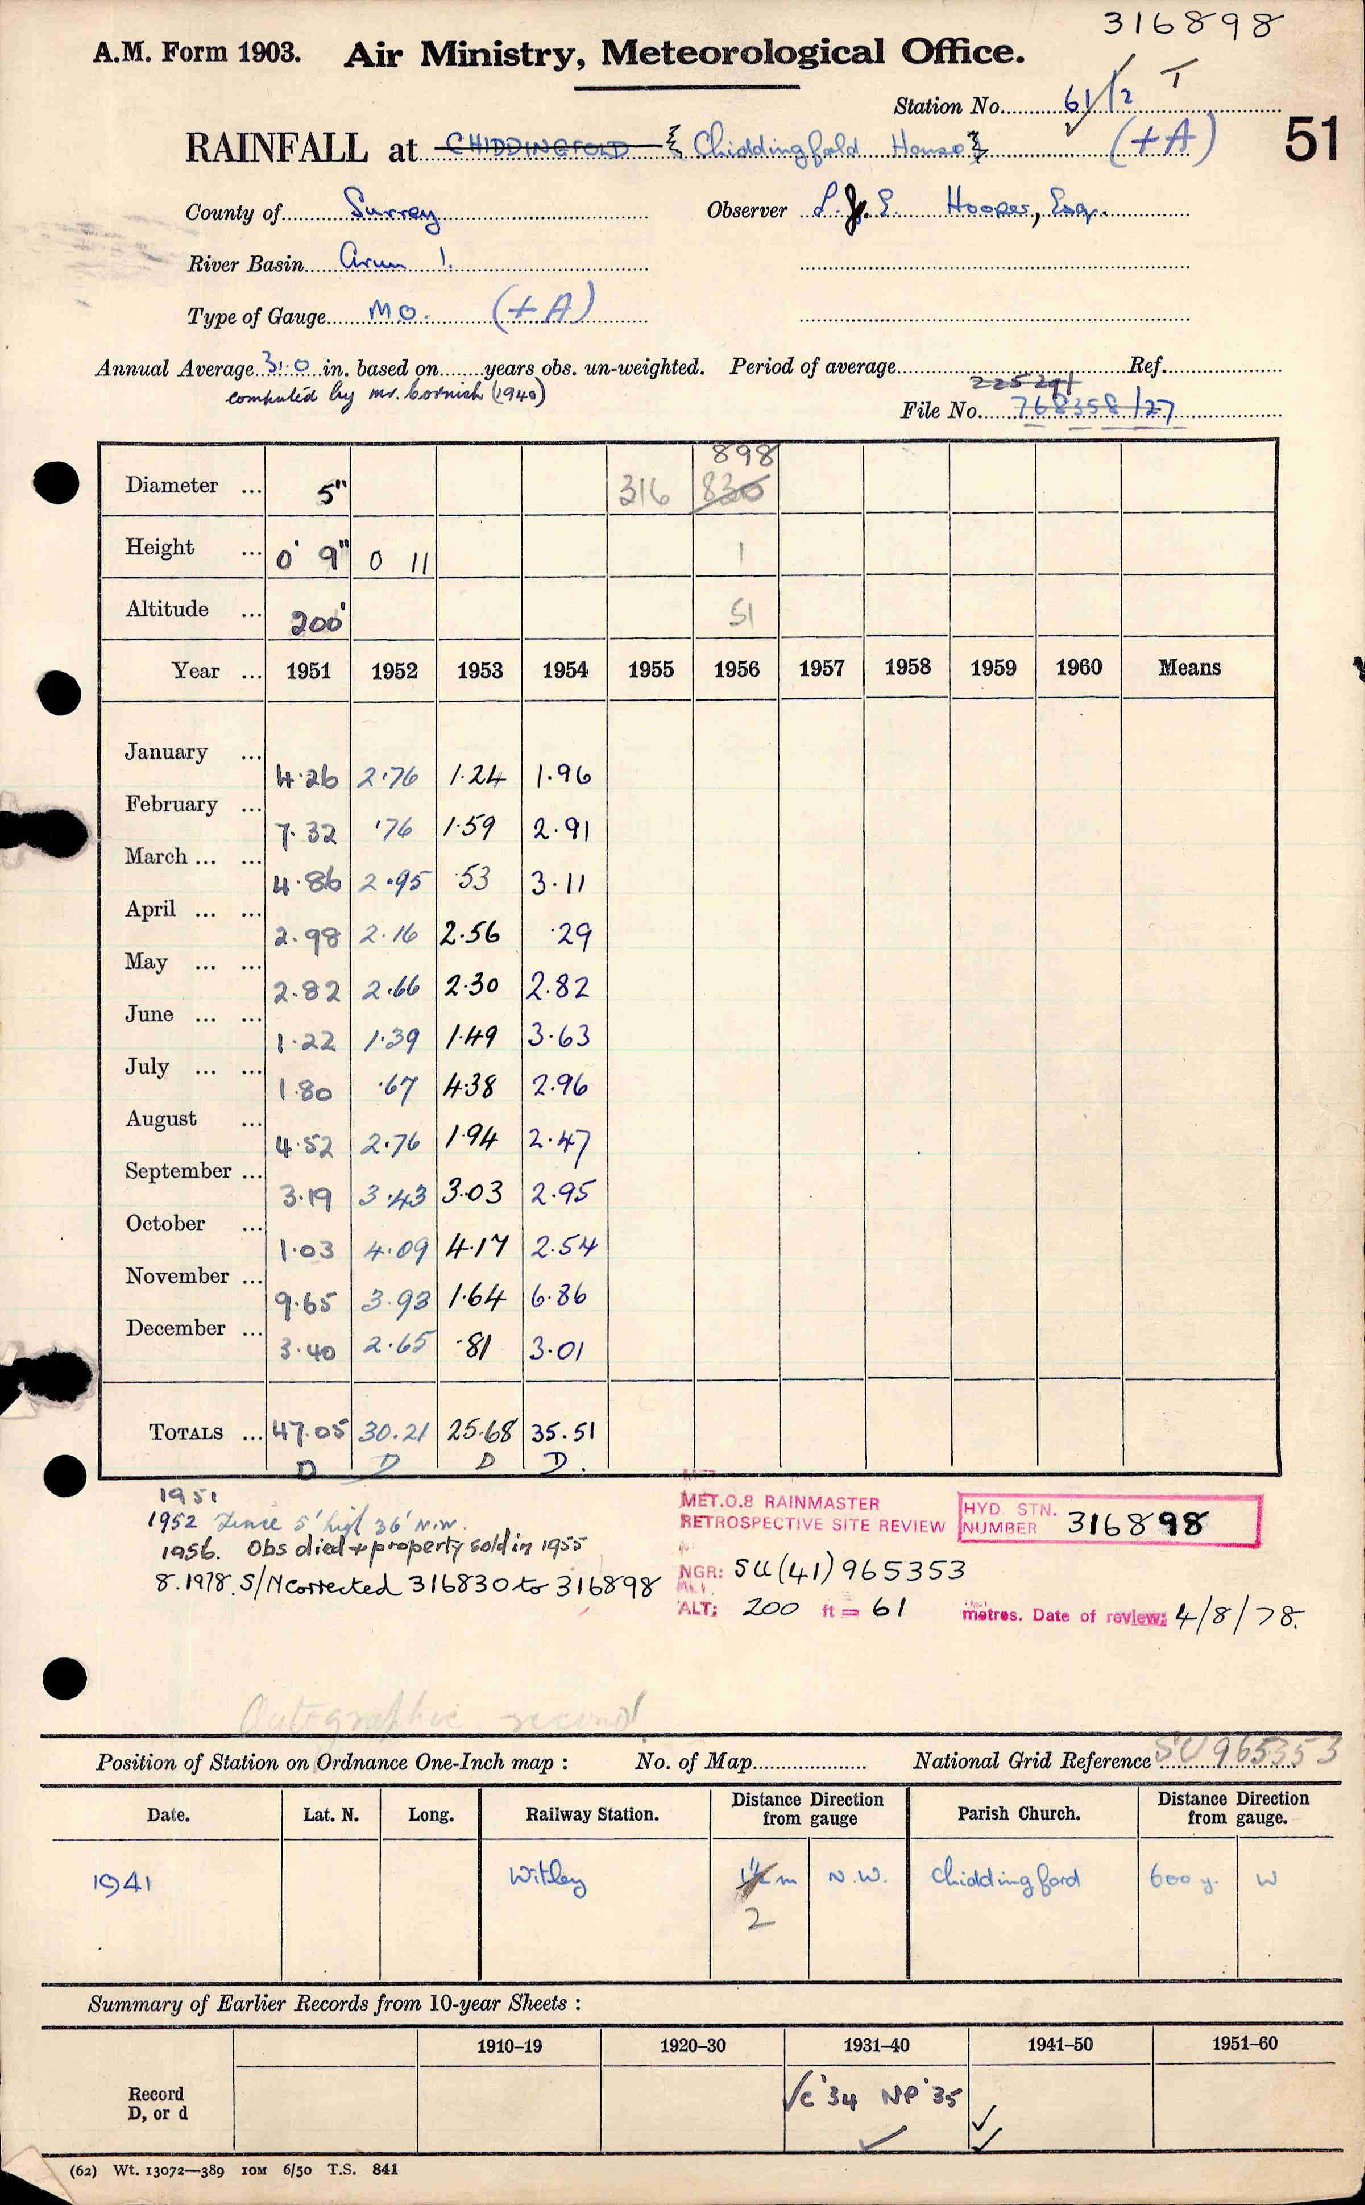 316898
A.M. Form 1903. Air Ministry, Meteorological Office.
Station No. 61/2 T
51
RAINFALL at CHIDDINGFOLD { Chiddingfold House } (+A)
County of Surrey Observer L.J.E. Hooper, Esq.
River Basin Arun 1.
Type of Gauge MO. (+A)
Annual Average 31.0 in. based on years obs. un-weighted. Period of average Ref.
computed by Mr. Cornish (1940)
File No. 768358/27
898
Diameter ... 5" 316 830
Height ... 0' 9" 0 11 1
Altitude ... 200' 51
Year ... 1951 1952 1953 1954 1955 1956 1957 1958 1959 1960 Means
January ... 4.26 2.76 1.24 1.96
February ... 7.32 .76 1.59 2.91
March ... ... 4.86 2.95 .53 3.11
April ... ... 2.98 2.16 2.56 .29
May ... ... 2.82 2.66 2.30 2.82
June ... ... 1.22 1.39 1.49 3.63
July ... ... 1.80 .67 4.38 2.96
August ... 4.52 2.76 1.94 2.47
September ... 3.19 3.43 3.03 2.95
October ... 1.03 4.09 4.17 2.54
November ... 9.65 3.93 1.64 6.86
December ... 3.40 2.65 .81 3.01
TOTALS ... 47.05 30.21 25.68 35.51
D D D D.
1951
1952 Fence 5' high 36' N.W.
1956. Obs died + property sold in 1955
8.1978. S/N corrected 316830 to 316898
MET.O.8 RAINMASTER
RETROSPECTIVE SITE REVIEW
HYD. STN. NUMBER 316898
NGR: SU (41) 965353
ALT: 200 ft = 61 metres. Date of review: 4/8/78.
Autographic record
Position of Station on Ordnance One-Inch map : No. of Map National Grid Reference SU 965353
Date. Lat. N. Long. Railway Station. Distance Direction from gauge Parish Church. Distance Direction from gauge.
1941 Witley 1½ m N.W. Chiddingfold 600 y. W
2
Summary of Earlier Records from 10-year Sheets :
1910–19 1920–30 1931–40 1941–50 1951–60
Record D, or d √c '34 NP '35 ✓
✓ ✓
(62) Wt. 13072—389 10M 6/50 T.S. 841